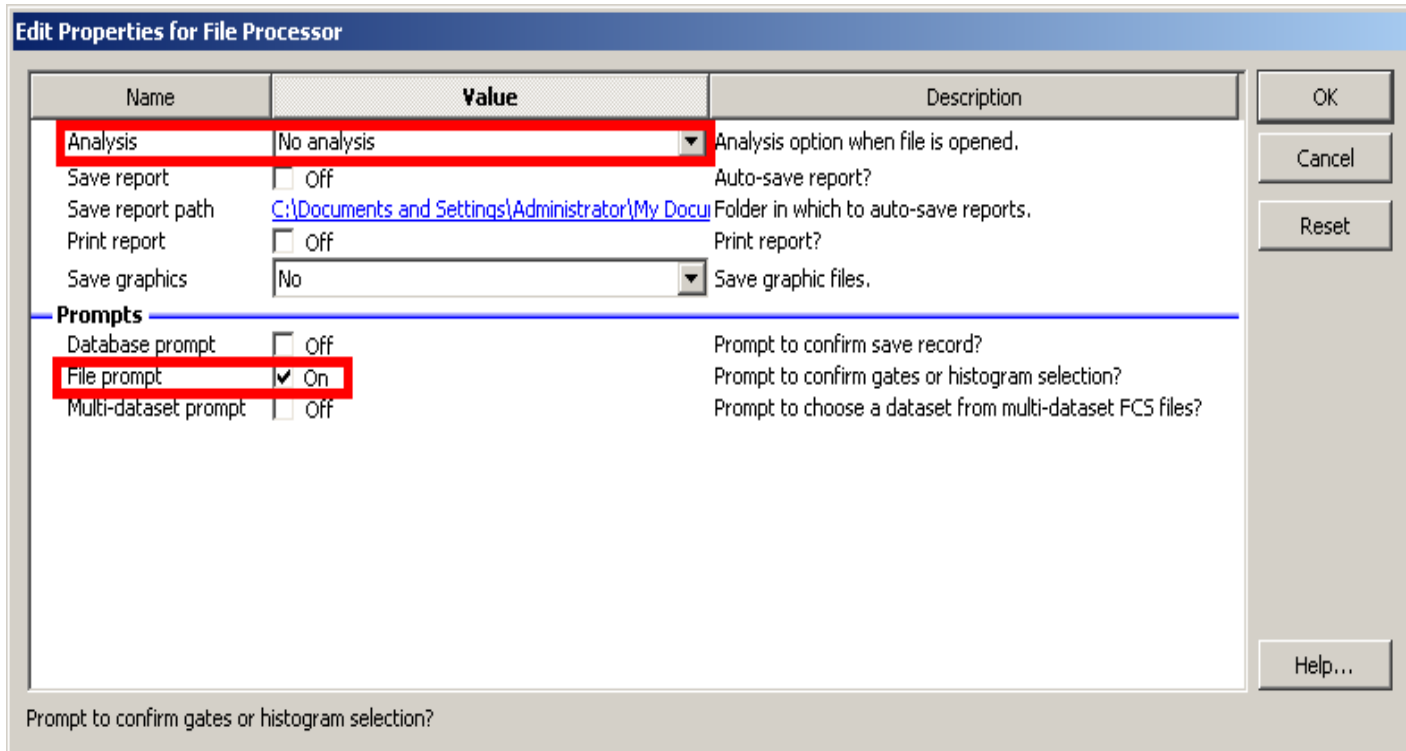 Edit Properties for File Processor
Name Value Description OK
Analysis No analysis Analysis option when file is opened.
Cancel
Save report Off Auto-save report?
Save report path C:\Documents and Settings\Administrator\My Docu Folder in which to auto-save reports.
Reset
Print report Off Print report?
Save graphics No Save graphic files.
Prompts
Database prompt Off Prompt to confirm save record?
File prompt On Prompt to confirm gates or histogram selection?
Multi-dataset prompt Off Prompt to choose a dataset from multi-dataset FCS files?
Help...
Prompt to confirm gates or histogram selection?